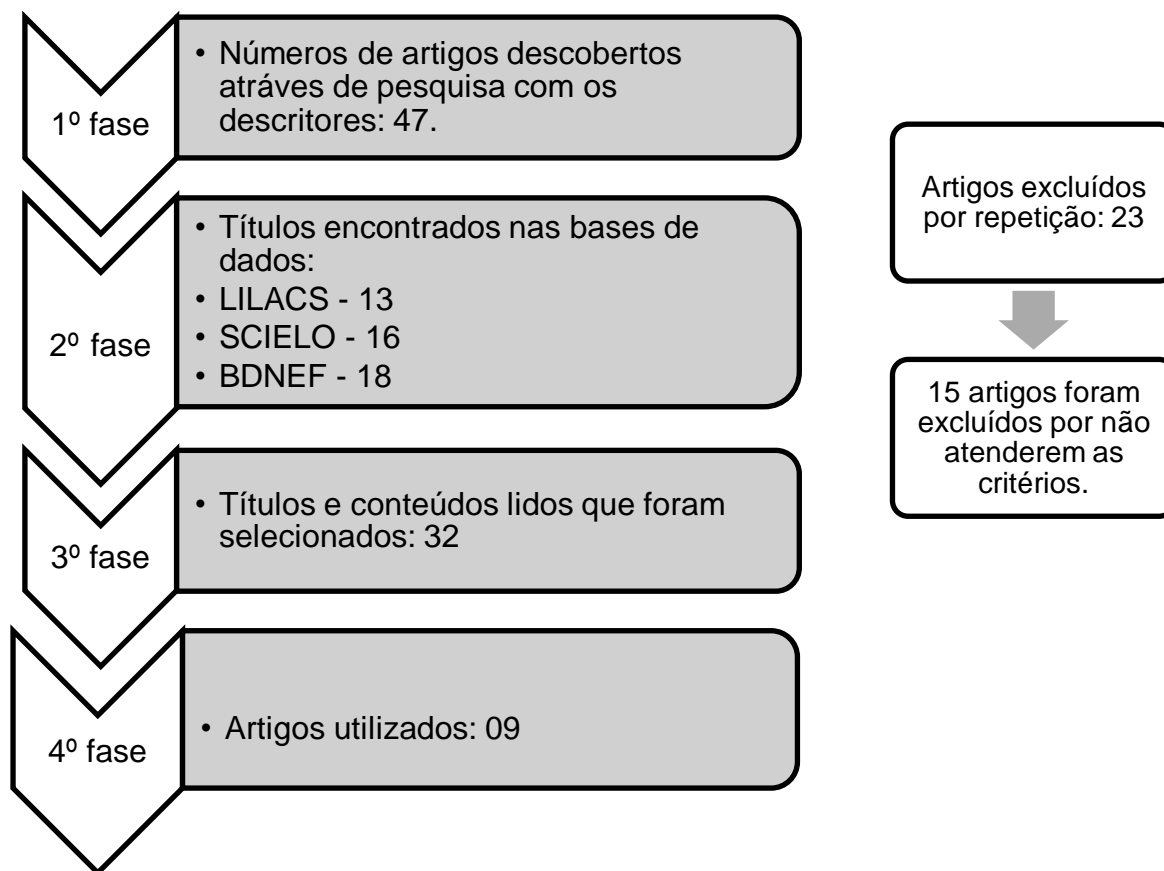 1º fase
• Números de artigos descobertos
atráves de pesquisa com os
descritores: 47.
2º fase
• Títulos encontrados nas bases de
dados:
• LILACS - 13
• SCIELO - 16
• BDNEF - 18
3º fase
• Títulos e conteúdos lidos que foram
selecionados: 32
4º fase
• Artigos utilizados: 09
Artigos excluídos
por repetição: 23
15 artigos foram
excluídos por não
atenderem as
critérios.